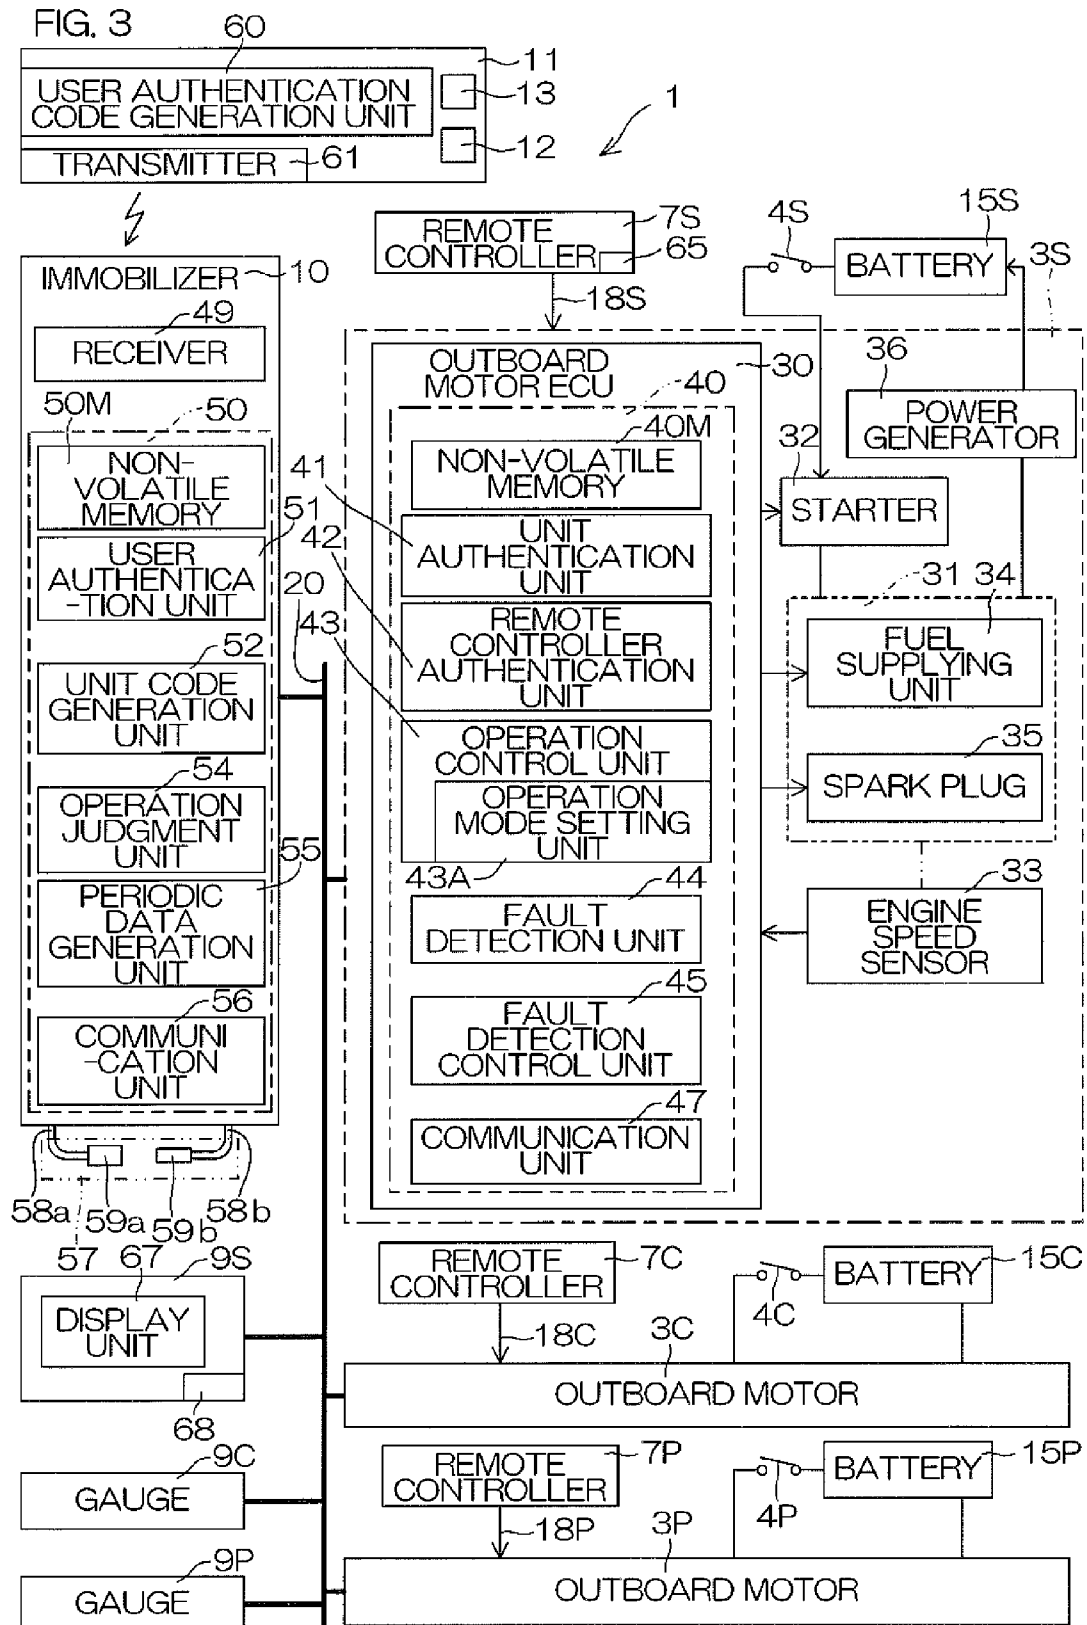 FIG. 3
60
11
USER AUTHENTICATION
CODE GENERATION UNIT
13
12
TRANSMITTER
61
1
IMMOBILIZER
10
49
RECEIVER
50M
50
NON-
VOLATILE
MEMORY
51
USER
AUTHENTICA
-TION UNIT
52
UNIT CODE
GENERATION
UNIT
54
OPERATION
JUDGMENT
UNIT
55
PERIODIC
DATA
GENERATION
UNIT
56
COMMUNI
-CATION
UNIT
58a
59a
59b
58b
57
REMOTE
CONTROLLER
7S
65
18S
4S
15S
BATTERY
3S
OUTBOARD
MOTOR ECU
30
40
40M
NON-VOLATILE
MEMORY
41
UNIT
AUTHENTICATION
UNIT
42
REMOTE
CONTROLLER
AUTHENTICATION
UNIT
20
43
OPERATION
CONTROL UNIT
OPERATION
MODE SETTING
UNIT
43A
44
FAULT
DETECTION UNIT
45
FAULT
DETECTION
CONTROL UNIT
47
COMMUNICATION
UNIT
36
POWER
GENERATOR
32
STARTER
31
34
FUEL
SUPPLYING
UNIT
35
SPARK PLUG
33
ENGINE
SPEED
SENSOR
67
9S
DISPLAY
UNIT
68
9C
GAUGE
9P
GAUGE
REMOTE
CONTROLLER
7C
18C
4C
BATTERY
15C
3C
OUTBOARD MOTOR
REMOTE
CONTROLLER
7P
18P
4P
BATTERY
15P
3P
OUTBOARD MOTOR